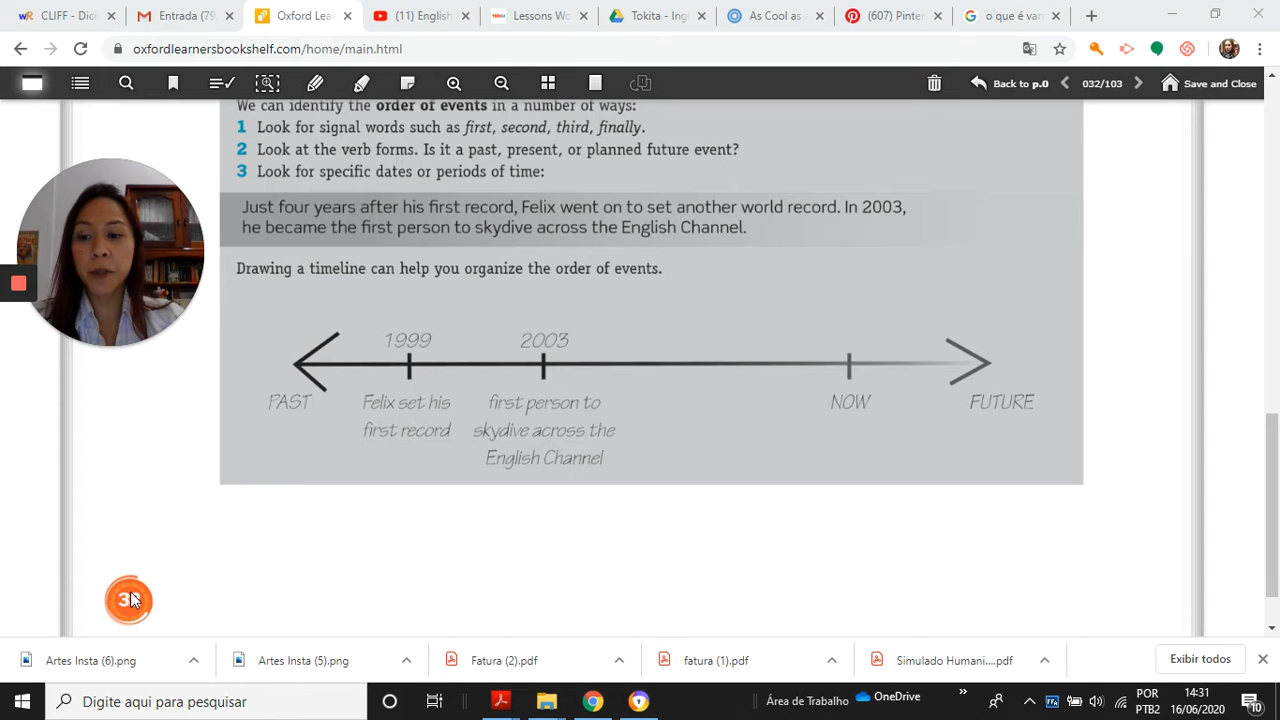 CLIFF - Dici
Entrada (79
Oxford Lea
(11) English
Lessons Wo
Tokita - Ing
As Cool as
(607) Pinter
o que é var
oxfordlearnersbookshelf.com/home/main.html
Back to p.0
032/103
Save and Close
We can identify the order of events in a number of ways:
1 Look for signal words such as first, second, third, finally.
2 Look at the verb forms. Is it a past, present, or planned future event?
3 Look for specific dates or periods of time:
Just four years after his first record, Felix went on to set another world record. In 2003,
he became the first person to skydive across the English Channel.
Drawing a timeline can help you organize the order of events.
1999
2003
PAST
Felix set his
first record
first person to
skydive across the
English Channel
NOW
FUTURE
Artes Insta (6).png
Artes Insta (5).png
Fatura (2).pdf
fatura (1).pdf
Simulado Humani....pdf
Exibir todos
Digite aqui para pesquisar
Área de Trabalho
OneDrive
POR
PTB2
14:31
16/06/2020
10